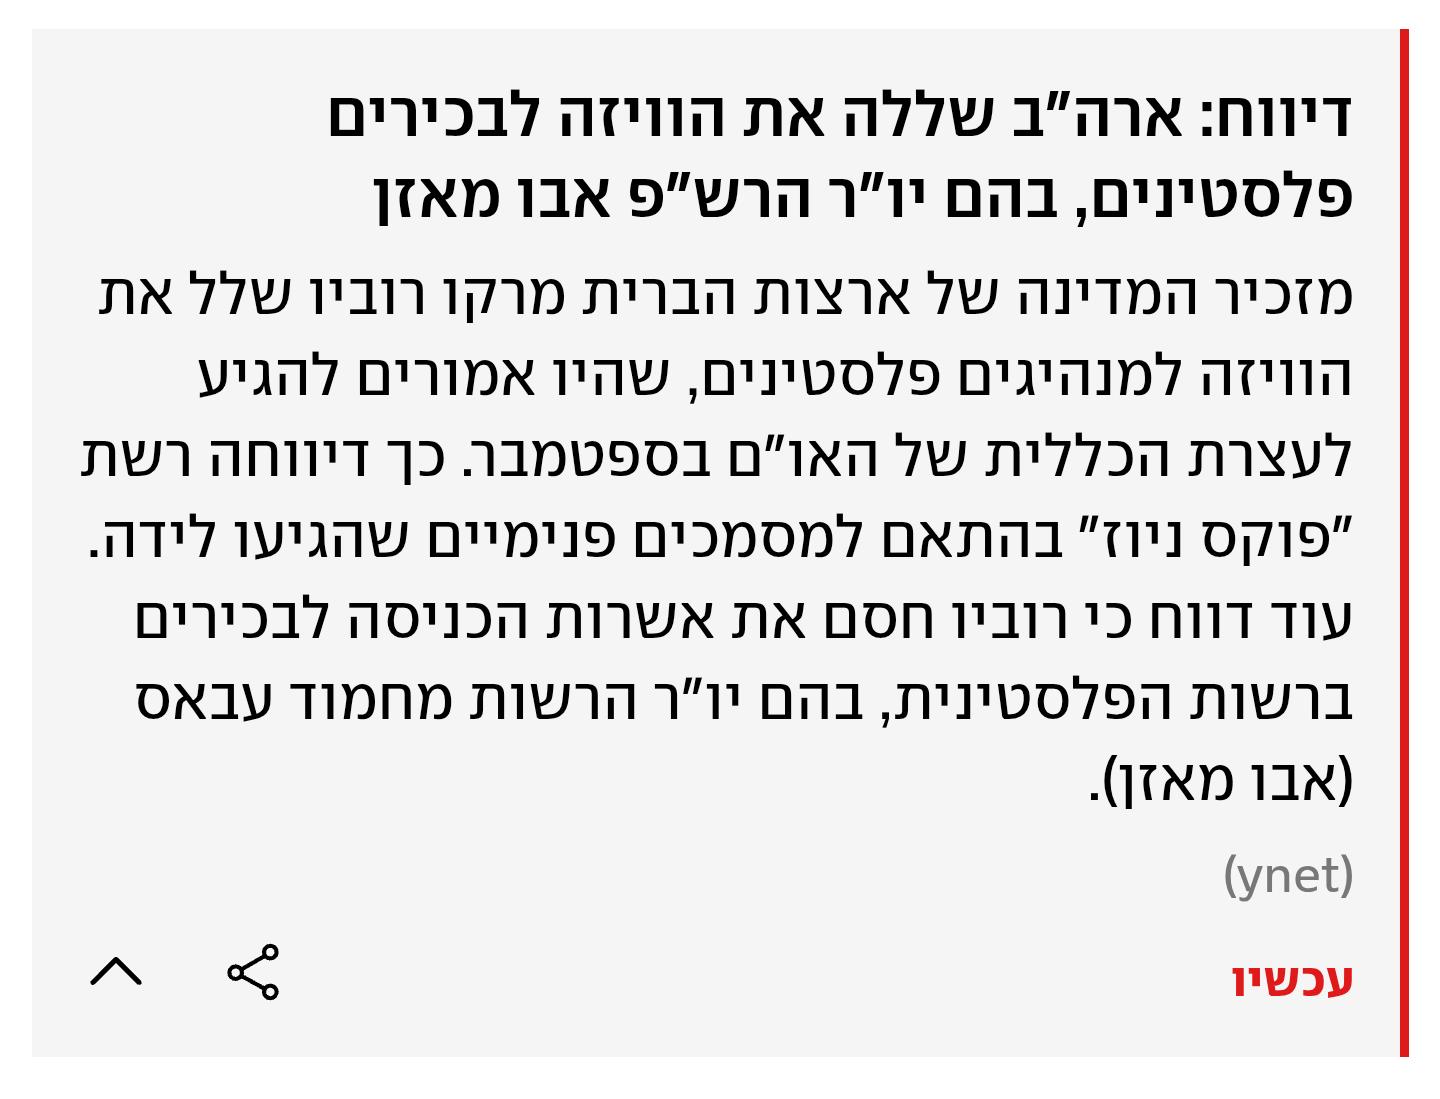 דיווח: ארה"ב שללה את הוויזה לבכירים
פלסטינים, בהם יו"ר הרש"פ אבו מאזן
מזכיר המדינה של ארצות הברית מרקו רוביו שלל את
הוויזה למנהיגים פלסטינים, שהיו אמורים להגיע
לעצרת הכללית של האו"ם בספטמבר. כך דיווחה רשת
"פוקס ניוז" בהתאם למסמכים פנימיים שהגיעו לידה.
עוד דווח כי רוביו חסם את אשרות הכניסה לבכירים
ברשות הפלסטינית, בהם יו"ר הרשות מחמוד עבאס
(אבו מאזן).
(ynet)
עכשיו